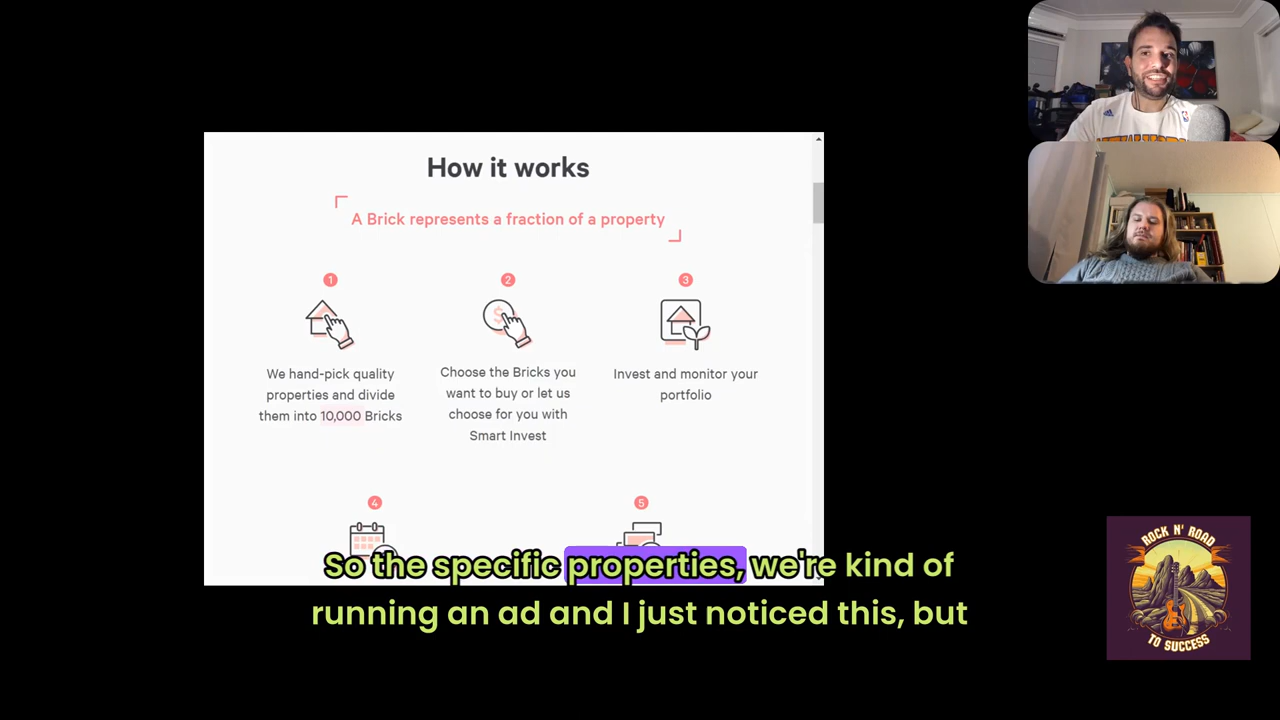 How it works
A Brick represents a fraction of a property
1
2
3
We hand-pick quality
properties and divide
them into 10,000 Bricks
Choose the Bricks you
want to buy or let us
choose for you with
Smart Invest
Invest and monitor your
portfolio
4
5
So the specific properties, we're kind of
running an ad and I just noticed this, but
ROCK N' ROAD
TO SUCCESS